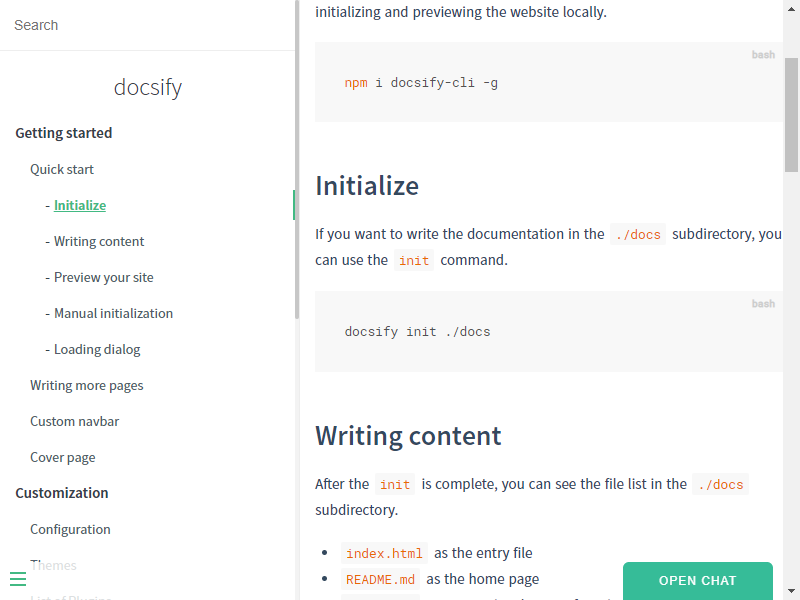 Search
docsify
Getting started
Quick start
- Initialize
- Writing content
- Preview your site
- Manual initialization
- Loading dialog
Writing more pages
Custom navbar
Cover page
Customization
Configuration
Themes
List of Plugins
initializing and previewing the website locally.
bash
npm i docsify-cli -g
Initialize
If you want to write the documentation in the ./docs subdirectory, you
can use the init command.
bash
docsify init ./docs
Writing content
After the init is complete, you can see the file list in the ./docs
subdirectory.
• index.html as the entry file
• README.md as the home page
OPEN CHAT